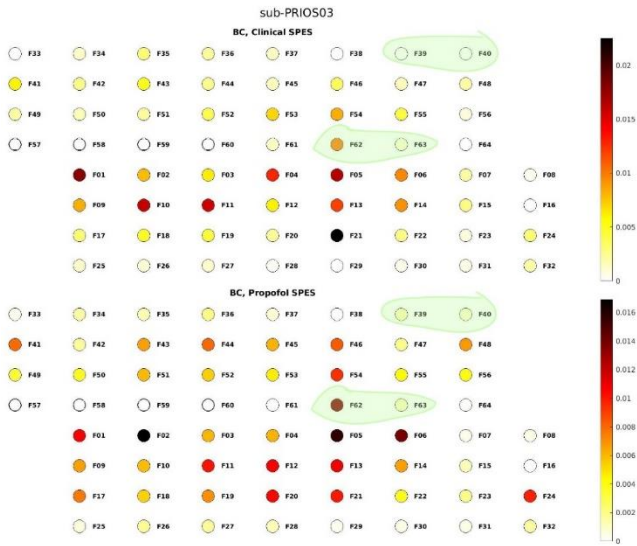 sub-PRIOS03
BC, Clinical SPES
F33 F34 F35 F36 F37 F38 F39 F40
F41 F42 F43 F44 F45 F46 F47 F48
F49 F50 F51 F52 F53 F54 F55 F56
F57 F58 F59 F60 F61 F62 F63 F64
F01 F02 F03 F04 F05 F06 F07 F08
F09 F10 F11 F12 F13 F14 F15 F16
F17 F18 F19 F20 F21 F22 F23 F24
F25 F26 F27 F28 F29 F30 F31 F32
0.02
0.015
0.01
0.005
0
BC, Propofol SPES
F33 F34 F35 F36 F37 F38 F39 F40
F41 F42 F43 F44 F45 F46 F47 F48
F49 F50 F51 F52 F53 F54 F55 F56
F57 F58 F59 F60 F61 F62 F63 F64
F01 F02 F03 F04 F05 F06 F07 F08
F09 F10 F11 F12 F13 F14 F15 F16
F17 F18 F19 F20 F21 F22 F23 F24
F25 F26 F27 F28 F29 F30 F31 F32
0.016
0.014
0.012
0.01
0.008
0.006
0.004
0.002
0